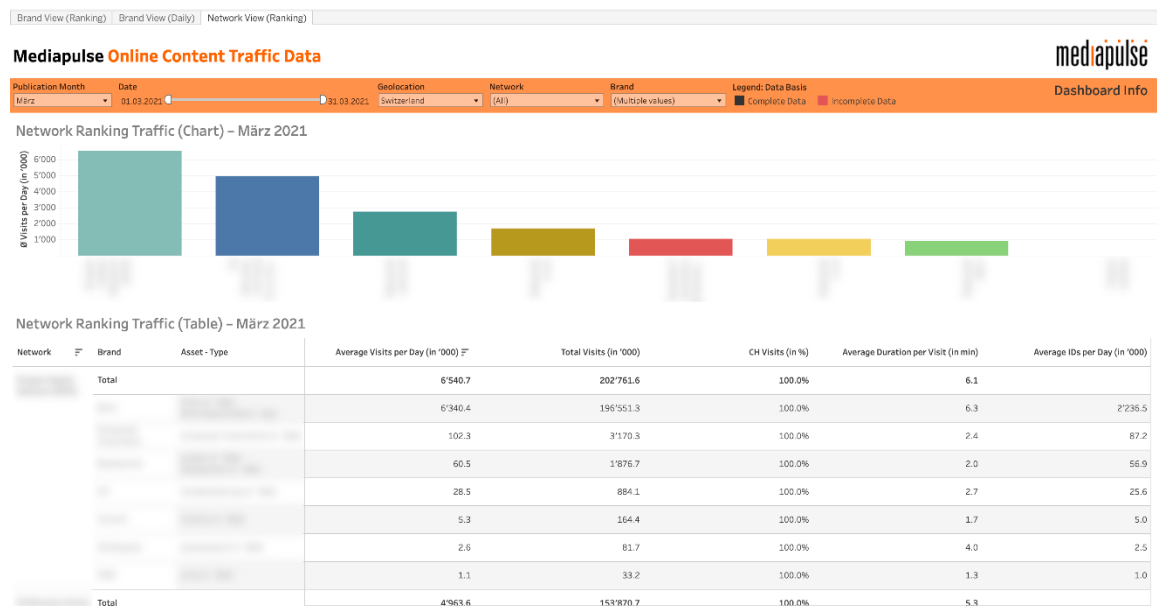 Brand View (Ranking) Brand View (Daily) Network View (Ranking)
Mediapulse Online Content Traffic Data
mediapulse
Publication Month Date Geolocation Network Brand Legend: Data Basis
März 01.03.2021 31.03.2021 Switzerland (All) (Multiple values) Complete Data Incomplete Data
Dashboard Info
Network Ranking Traffic (Chart) – März 2021
Ø Visits per Day (in '000)
6'000
5'000
4'000
3'000
2'000
1'000
Network Ranking Traffic (Table) – März 2021
Network Brand Asset - Type Average Visits per Day (in '000) Total Visits (in '000) CH Visits (in %) Average Duration per Visit (in min) Average IDs per Day (in '000)
Total 6'540.7 202'761.6 100.0% 6.1
6'340.4 196'551.3 100.0% 6.3 2'236.5
102.3 3'170.3 100.0% 2.4 87.2
60.5 1'876.7 100.0% 2.0 56.9
28.5 884.1 100.0% 2.7 25.6
5.3 164.4 100.0% 1.7 5.0
2.6 81.7 100.0% 4.0 2.5
1.1 33.2 100.0% 1.3 1.0
Total 4'963.6 153'870.7 100.0% 5.3